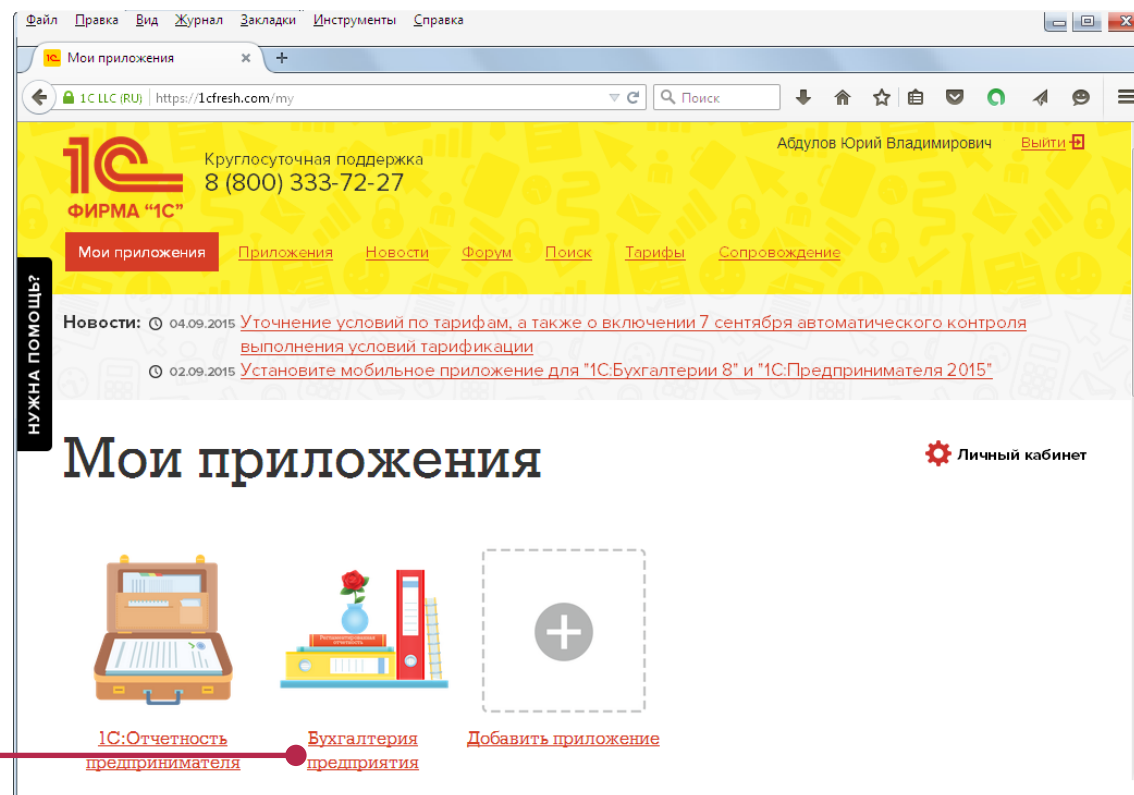 Файл Правка Вид Журнал Закладки Инструменты Справка
1С Мои приложения
1C LLC (RU) https://1cfresh.com/my Поиск
1С
ФИРМА "1С"
Круглосуточная поддержка
8 (800) 333-72-27
Абдулов Юрий Владимирович Выйти
Мои приложения Приложения Новости Форум Поиск Тарифы Сопровождение
НУЖНА ПОМОЩЬ?
Новости: 04.09.2015 Уточнение условий по тарифам, а также о включении 7 сентября автоматического контроля
выполнения условий тарификации
02.09.2015 Установите мобильное приложение для "1С:Бухгалтерии 8" и "1С:Предпринимателя 2015"
Мои приложения
Личный кабинет
Регламентированная
отчетность
1С:Отчетность
предпринимателя
Бухгалтерия
предприятия
Добавить приложение